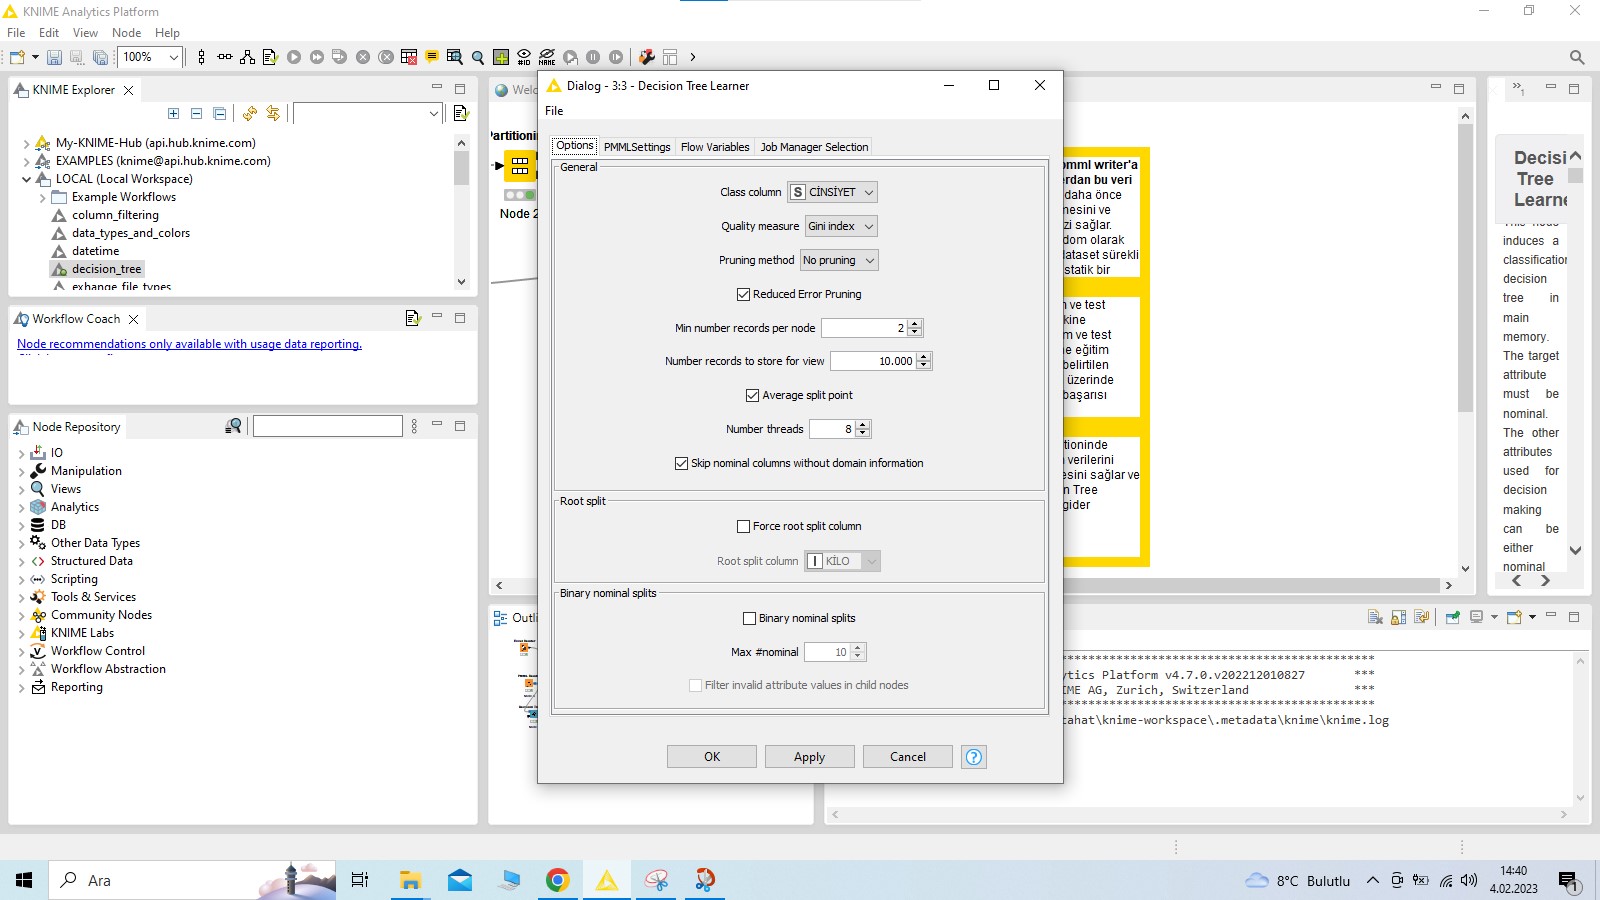 KNIME Analytics Platform
File Edit View Node Help
100%
KNIME Explorer
My-KNIME-Hub (api.hub.knime.com)
EXAMPLES (knime@api.hub.knime.com)
LOCAL (Local Workspace)
Example Workflows
column_filtering
data_types_and_colors
datetime
decision_tree
exhange_file_types
Workflow Coach
Node recommendations only available with usage data reporting.
Node Repository
IO
Manipulation
Views
Analytics
DB
Other Data Types
Structured Data
Scripting
Tools & Services
Community Nodes
KNIME Labs
Workflow Control
Workflow Abstraction
Reporting
Welc
Partitionin
Node 2
Outli
Dialog - 3:3 - Decision Tree Learner
File
Options PMMLSettings Flow Variables Job Manager Selection
General
Class column S CİNSİYET
Quality measure Gini index
Pruning method No pruning
Reduced Error Pruning
Min number records per node 2
Number records to store for view 10.000
Average split point
Number threads 8
Skip nominal columns without domain information
Root split
Force root split column
Root split column I KİLO
Binary nominal splits
Binary nominal splits
Max #nominal 10
Filter invalid attribute values in child nodes
OK Apply Cancel ?
omml writer'a
rdan bu veri
daha önce
nesini ve
zi sağlar.
dom olarak
dataset sürekli
statik bir
n ve test
kine
m ve test
e eğitim
belirtilen
üzerinde
başarısı
tioninde
verilerini
esini sağlar ve
n Tree
gider
Decisi
Tree
Learne
This node
induces a
classification
decision
tree in
main
memory.
The target
attribute
must be
nominal.
The other
attributes
used for
decision
making
can be
either
nominal
***************************************
ytics Platform v4.7.0.v202212010827 ***
IME AG, Zurich, Switzerland ***
***************************************
tahat\knime-workspace\.metadata\knime\knime.log
Ara
8°C Bulutlu
14:40
4.02.2023
1